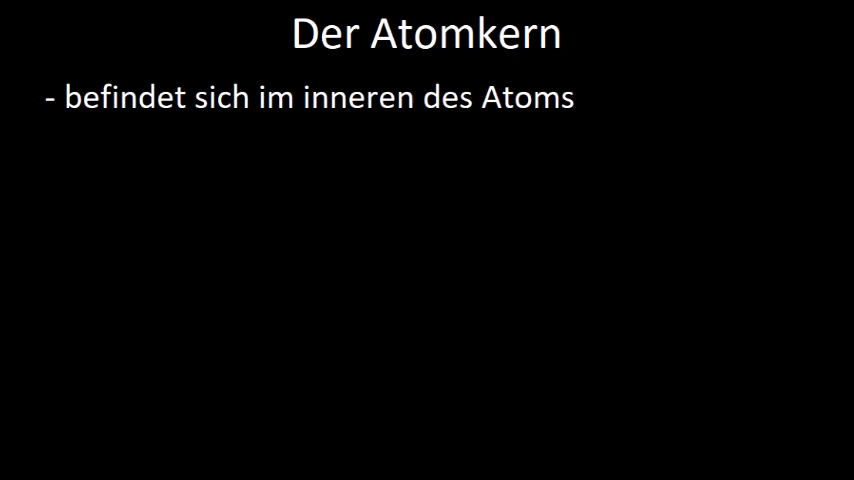 Der Atomkern
- befindet sich im inneren des Atoms